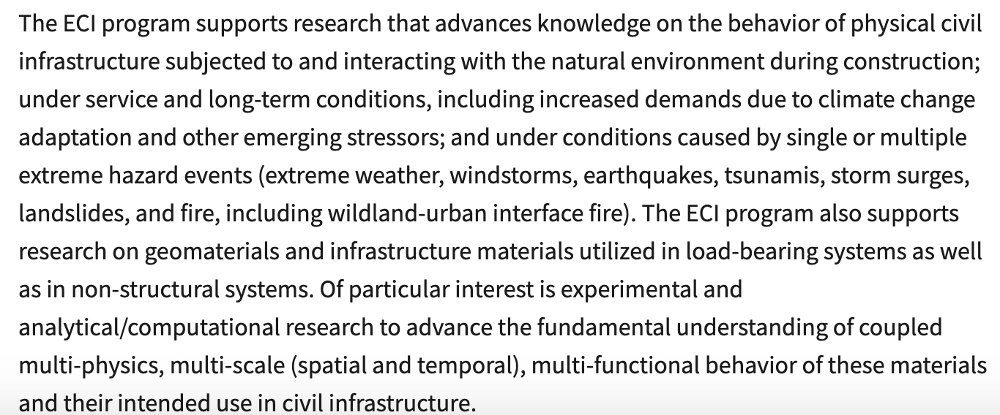 The ECI program supports research that advances knowledge on the behavior of physical civil
infrastructure subjected to and interacting with the natural environment during construction;
under service and long-term conditions, including increased demands due to climate change
adaptation and other emerging stressors; and under conditions caused by single or multiple
extreme hazard events (extreme weather, windstorms, earthquakes, tsunamis, storm surges,
landslides, and fire, including wildland-urban interface fire). The ECI program also supports
research on geomaterials and infrastructure materials utilized in load-bearing systems as well
as in non-structural systems. Of particular interest is experimental and
analytical/computational research to advance the fundamental understanding of coupled
multi-physics, multi-scale (spatial and temporal), multi-functional behavior of these materials
and their intended use in civil infrastructure.